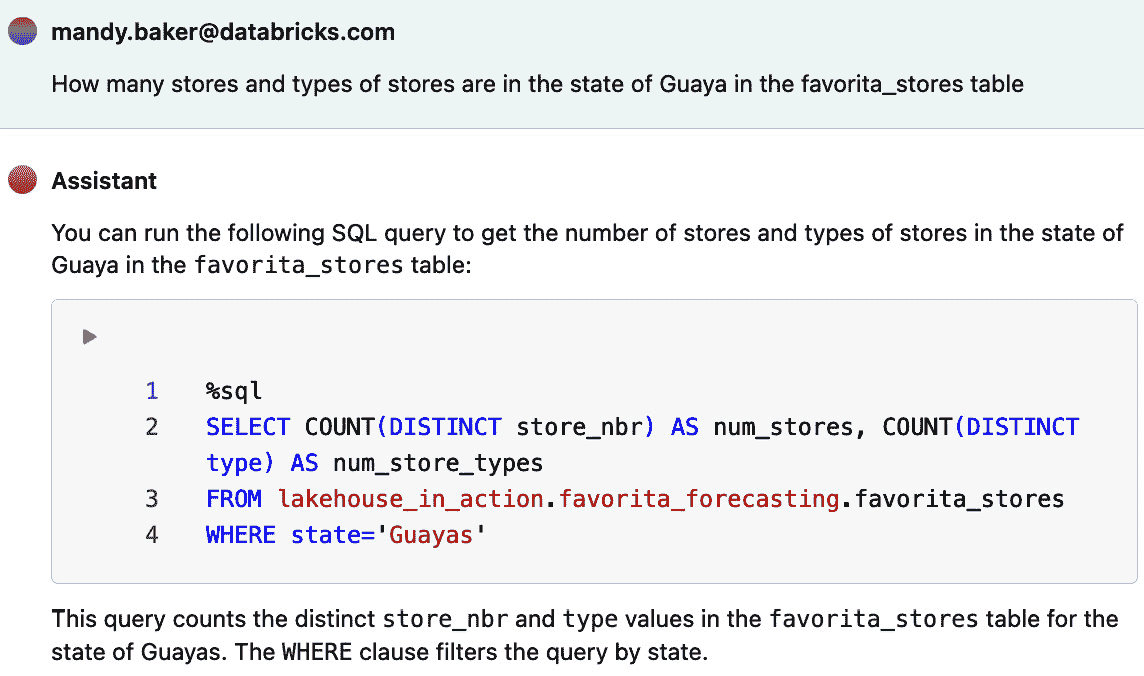 mandy.baker@databricks.com
How many stores and types of stores are in the state of Guaya in the favorita_stores table
Assistant
You can run the following SQL query to get the number of stores and types of stores in the state of
Guaya in the favorita_stores table:
1 %sql
2 SELECT COUNT(DISTINCT store_nbr) AS num_stores, COUNT(DISTINCT
type) AS num_store_types
3 FROM lakehouse_in_action.favorita_forecasting.favorita_stores
4 WHERE state='Guayas'
This query counts the distinct store_nbr and type values in the favorita_stores table for the
state of Guayas. The WHERE clause filters the query by state.